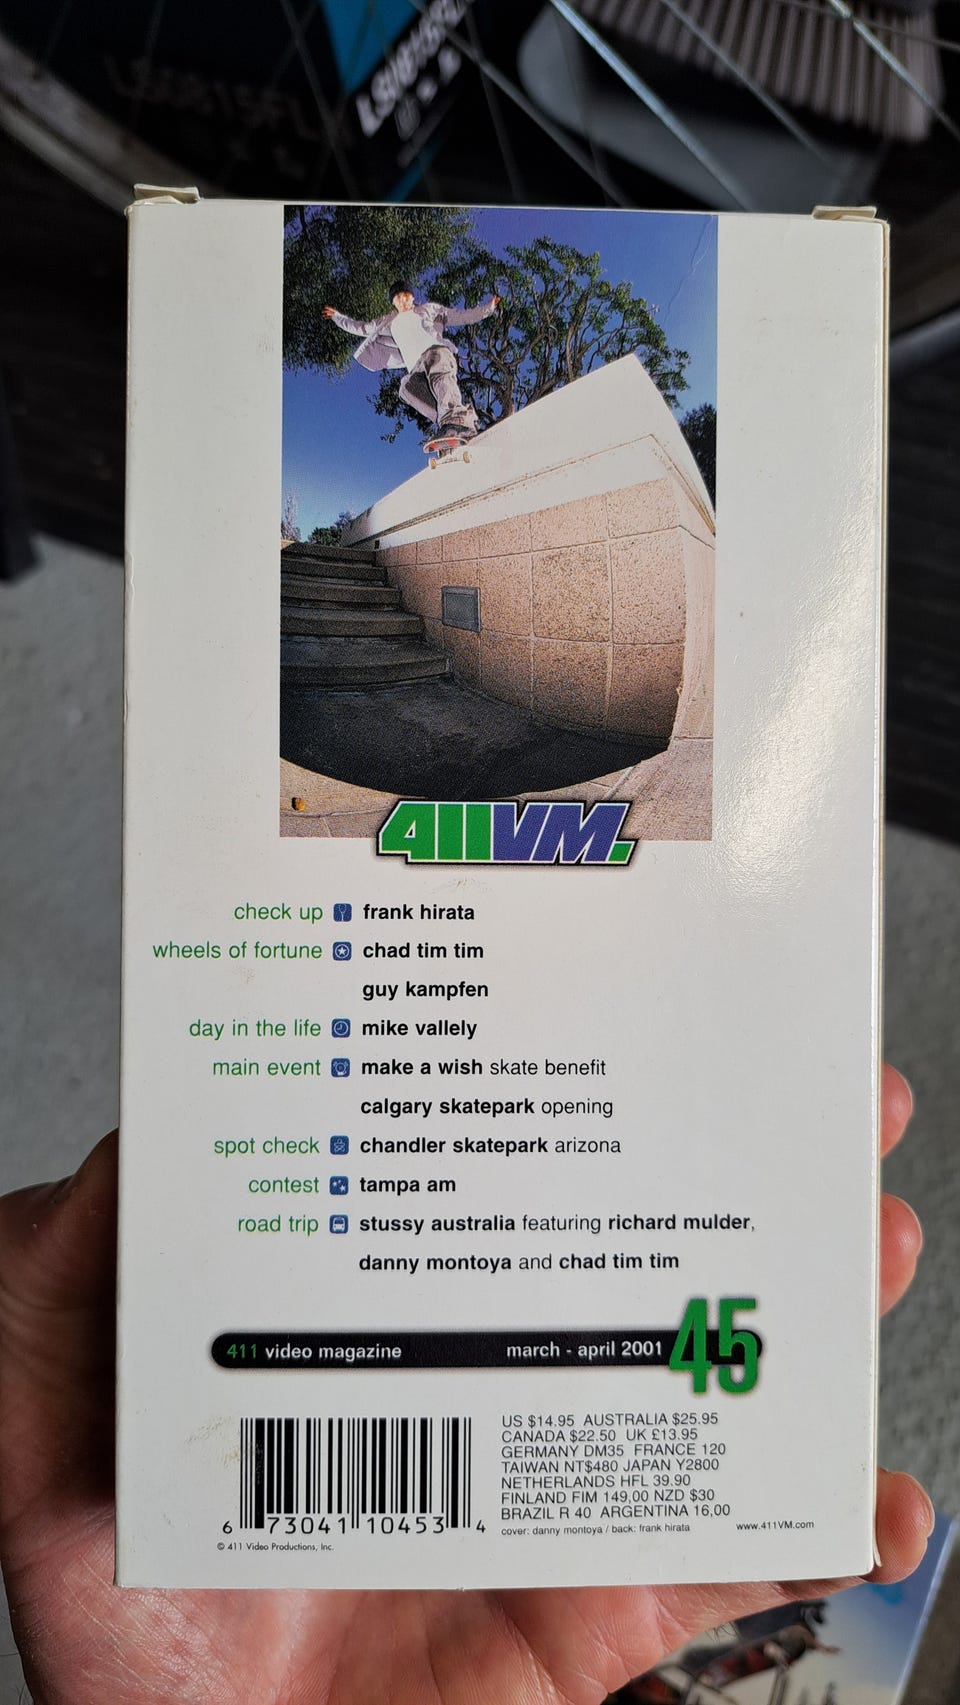 411VM.
check up frank hirata
wheels of fortune chad tim tim
guy kampfen
day in the life mike vallely
main event make a wish skate benefit
calgary skatepark opening
spot check chandler skatepark arizona
contest tampa am
road trip stussy australia featuring richard mulder,
danny montoya and chad tim tim
411 video magazine march - april 2001 45
US $14.95 AUSTRALIA $25.95
CANADA $22.50 UK £13.95
GERMANY DM35 FRANCE 120
TAIWAN NT$480 JAPAN Y2800
NETHERLANDS HFL 39.90
FINLAND FIM 149,00 NZD $30
BRAZIL R 40 ARGENTINA 16,00
cover: danny montoya / back: frank hirata www.411VM.com
6 73041 10453 4
© 411 Video Productions, Inc.